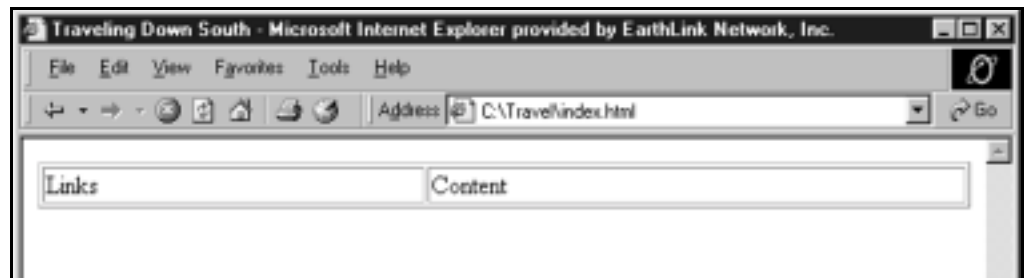 Traveling Down South - Microsoft Internet Explorer provided by EarthLink Network, Inc.
File Edit View Favorites Tools Help
Address C:\Travel\index.html Go
Links Content